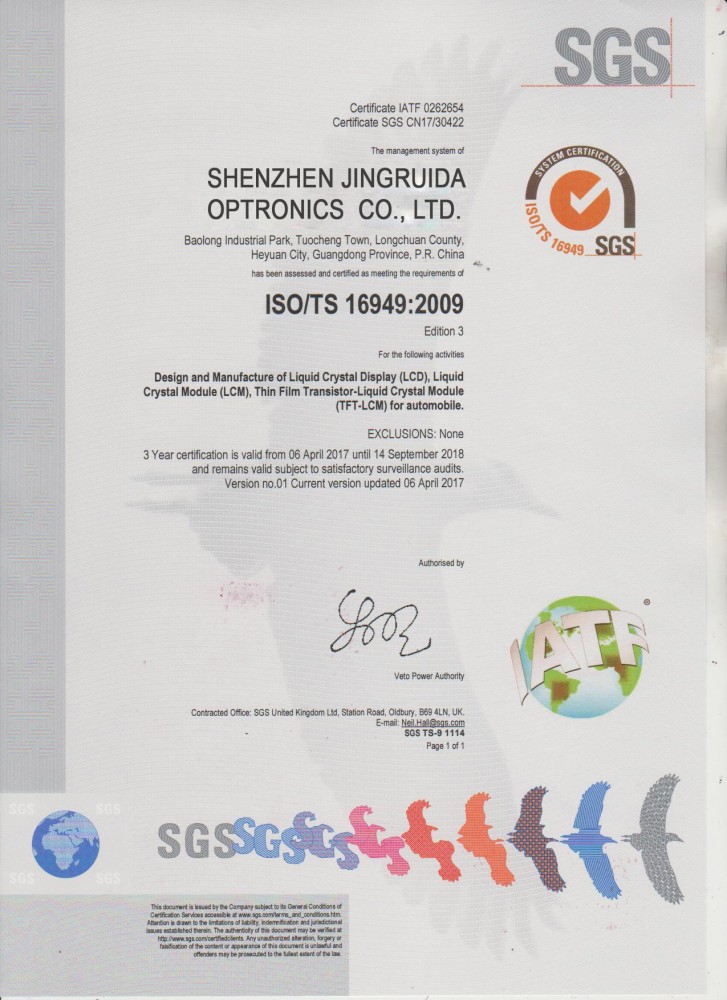 SGS
Certificate IATF 0262654
Certificate SGS CN17/30422
The management system of
SHENZHEN JINGRUIDA
OPTRONICS CO., LTD.
SYSTEM CERTIFICATION
ISO/TS 16949
SGS
Baolong Industrial Park, Tuocheng Town, Longchuan County,
Heyuan City, Guangdong Province, P.R. China
has been assessed and certified as meeting the requirements of
ISO/TS 16949:2009
Edition 3
For the following activities
Design and Manufacture of Liquid Crystal Display (LCD), Liquid
Crystal Module (LCM), Thin Film Transistor-Liquid Crystal Module
(TFT-LCM) for automobile.
EXCLUSIONS: None
3 Year certification is valid from 06 April 2017 until 14 September 2018
and remains valid subject to satisfactory surveillance audits.
Version no.01 Current version updated 06 April 2017
Authorised by
Veto Power Authority
IATF
®
Contracted Office: SGS United Kingdom Ltd, Station Road, Oldbury, B69 4LN, UK.
E-mail: Neil.Hall@sgs.com
SGS TS-9 1114
Page 1 of 1
SGS SGS
SGS SGS
SGSSGSSGS
This document is issued by the Company subject to its General Conditions of
Certification Services accessible at www.sgs.com/terms_and_conditions.htm.
Attention is drawn to the limitations of liability, indemnification and jurisdictional
issues established therein. The authenticity of this document may be verified at
http://www.sgs.com/certifiedclients. Any unauthorized alteration, forgery or
falsification of the content or appearance of this document is unlawful and
offenders may be prosecuted to the fullest extent of the law.